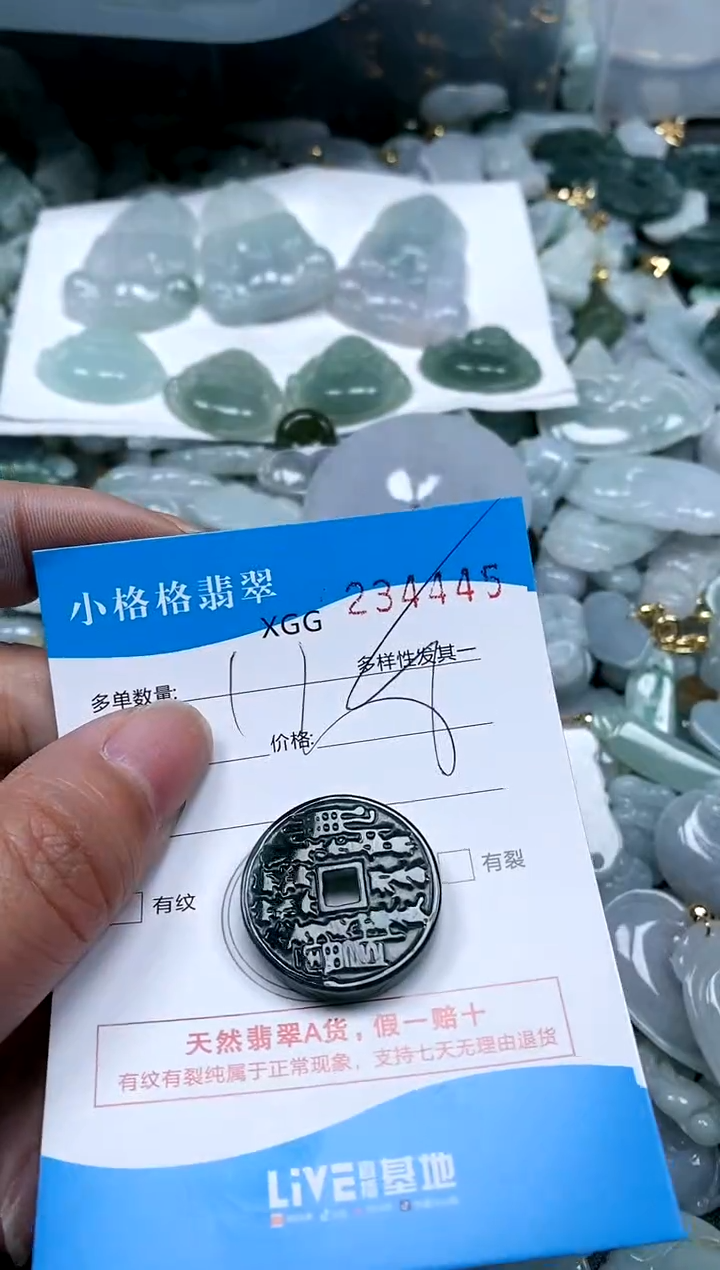 小格格翡翠
XGG
234445
多样性发其一
多单数量:
价格:
有纹
有裂
天然翡翠A货，假一赔十
有纹有裂纯属于正常现象，支持七天无理由退货
LiVE直播基地